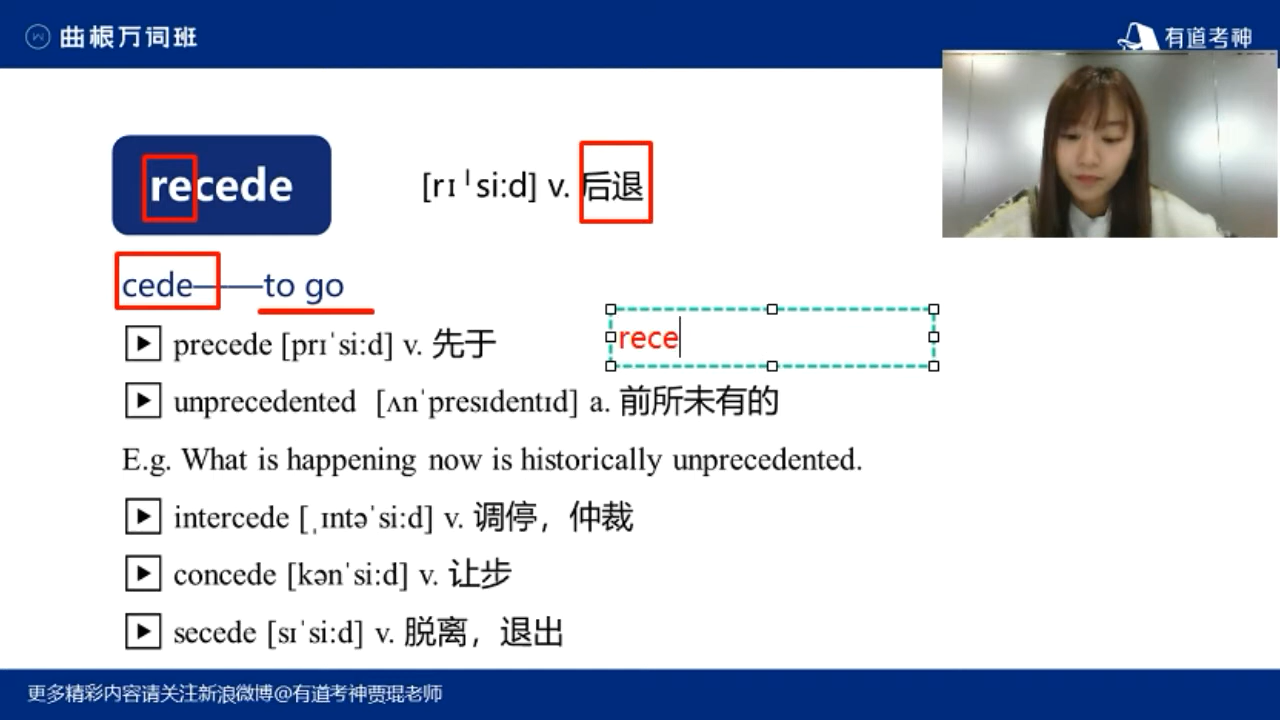 曲根万词班
有道考神
recede
[rɪˈsi:d] v. 后退
cede——to go
rece
precede [prɪˈsi:d] v. 先于
unprecedented [ʌnˈpresɪdentɪd] a. 前所未有的
E.g. What is happening now is historically unprecedented.
intercede [ˌɪntəˈsi:d] v. 调停，仲裁
concede [kənˈsi:d] v. 让步
secede [sɪˈsi:d] v. 脱离，退出
更多精彩内容请关注新浪微博@有道考神贾琨老师